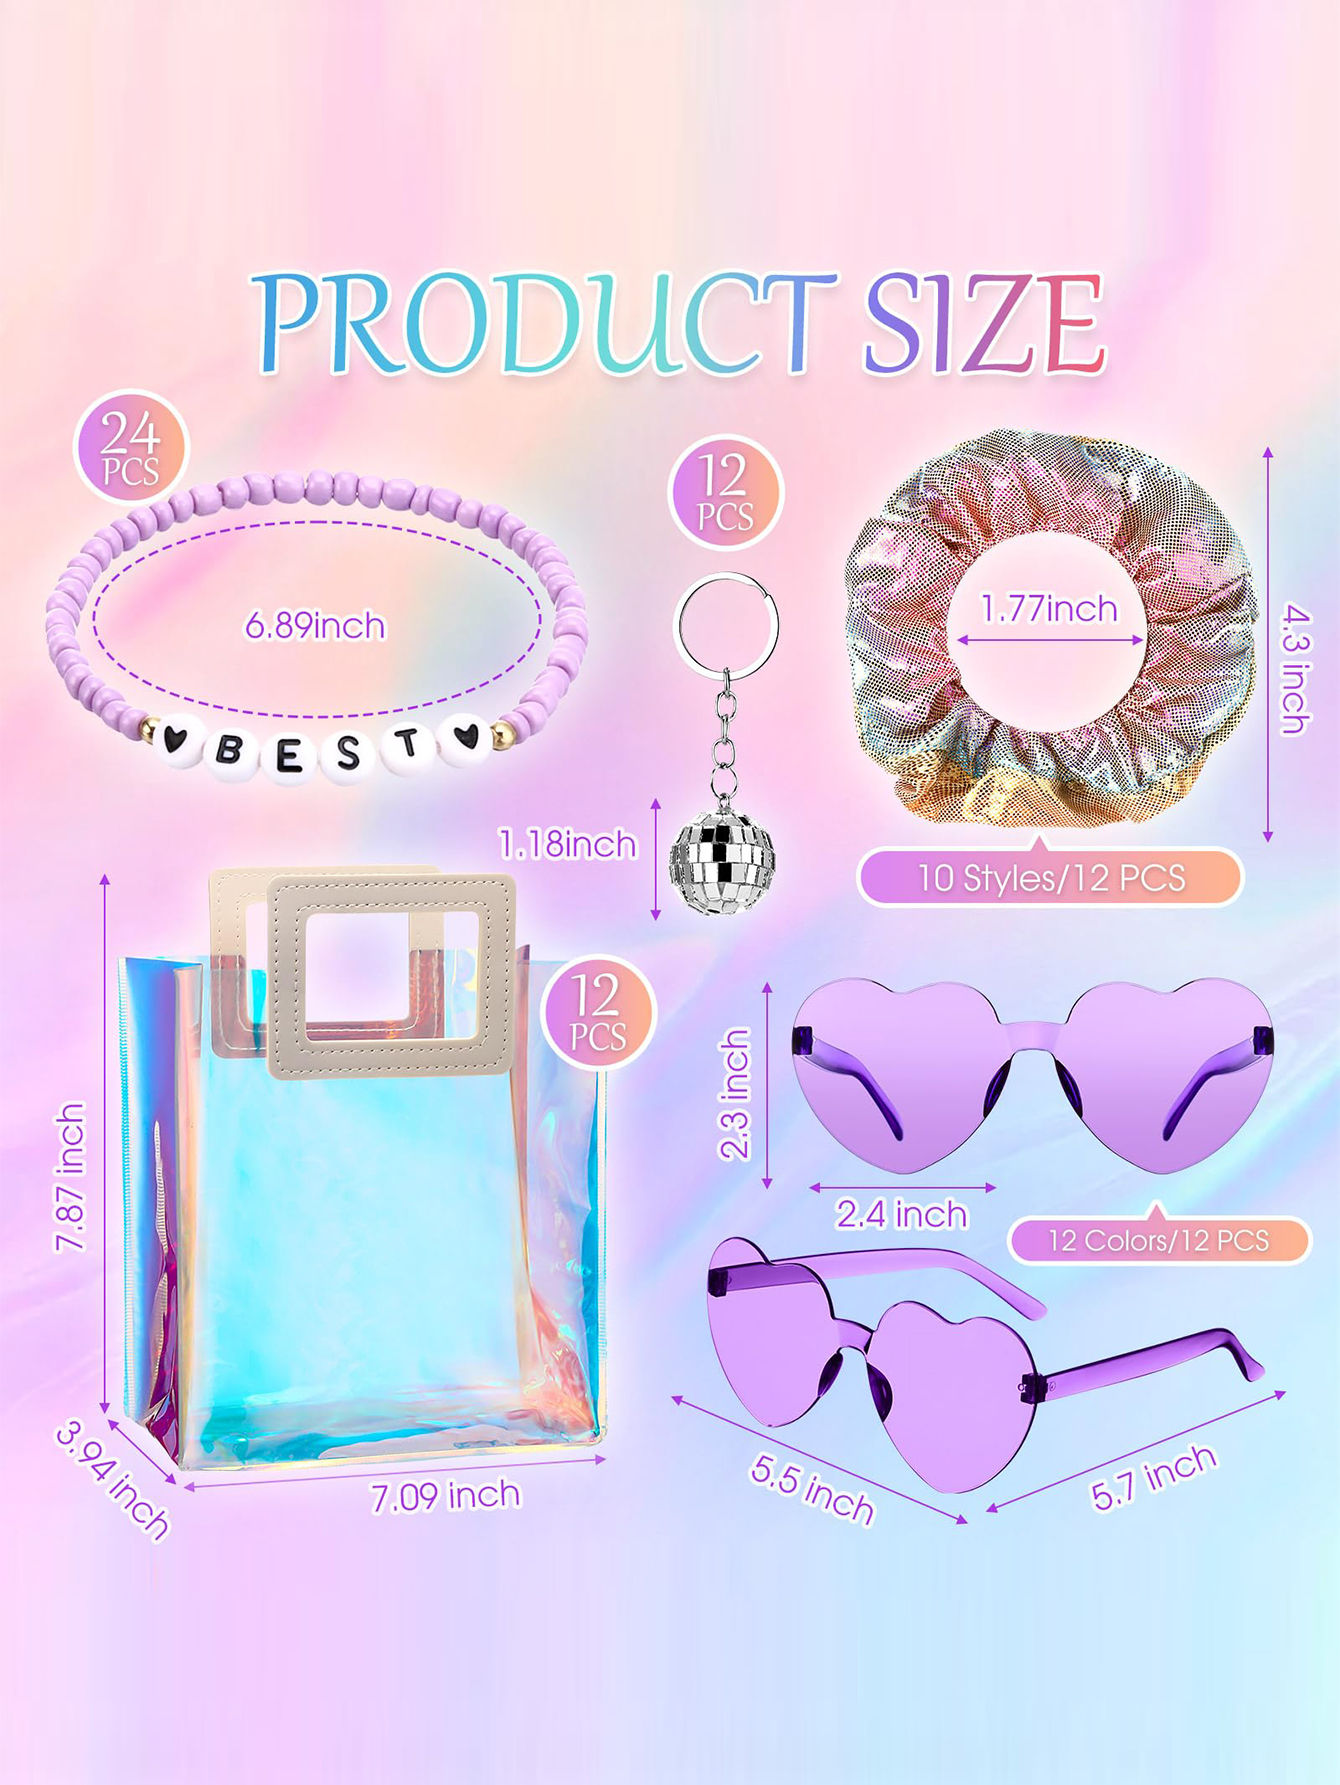 PRODUCT SIZE
24
PCS
6.89inch
♥ B E S T ♥
12
PCS
1.18inch
1.77inch
4.3 inch
10 Styles/12 PCS
12
PCS
7.87 inch
3.94 inch
7.09 inch
2.3 inch
2.4 inch
12 Colors/12 PCS
5.5 inch
5.7 inch